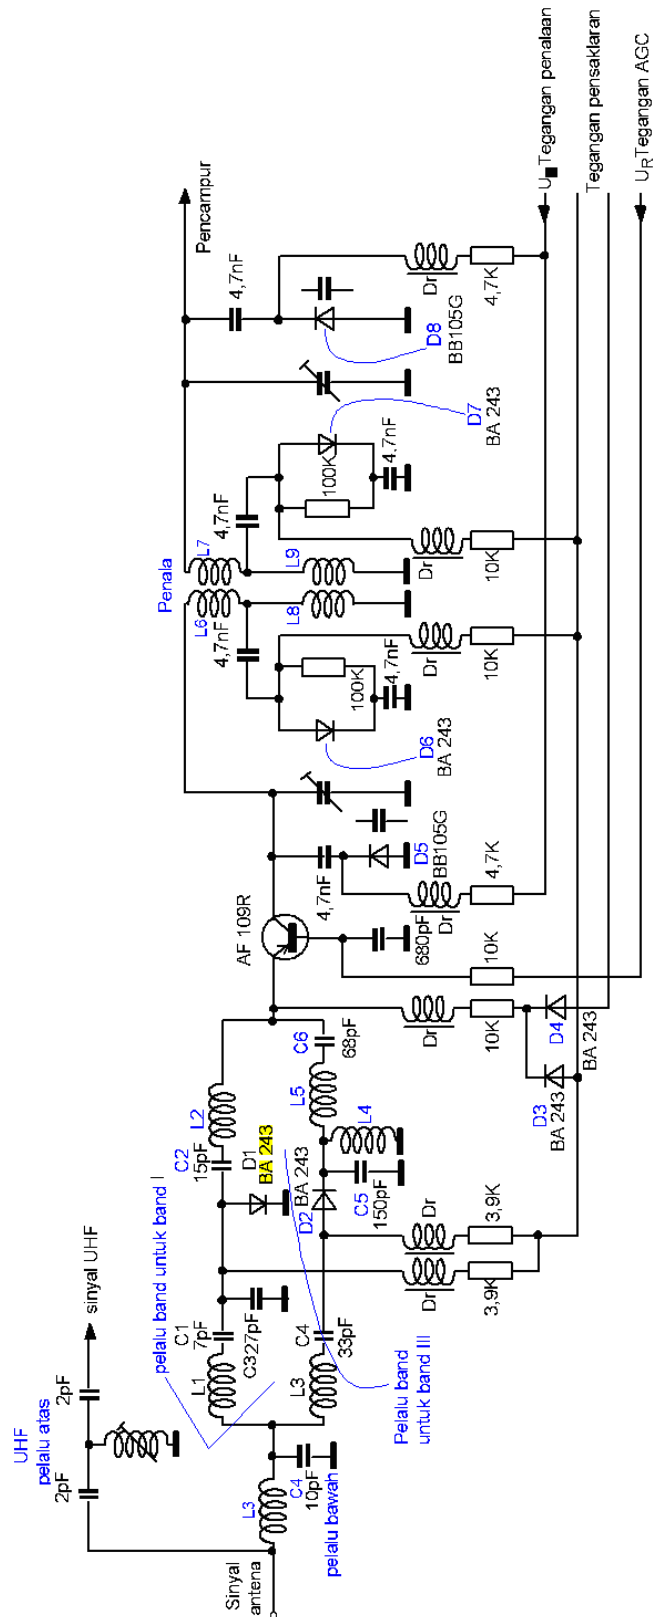 UHF
pelalu atas
2pF
2pF
sinyal UHF
Sinyal
antena
L3
C4
10pF
pelalu bawah
pelalu band untuk band I
L1
C1
7pF
C327pF
C2
15pF
L2
D1
BA 243
L3
C4
33pF
D2
BA 243
C5
150pF
L4
L5
C6
68pF
Pelalu band
untuk band III
Dr
3,9K
Dr
3,9K
AF 109R
Dr
10K
D3
BA 243
D4
BA 243
680pF
10K
4,7nF
D5
BB105G
Dr
4,7K
D6
BA 243
100K
4,7nF
4,7nF
Dr
10K
Penala
L6
L7
L8
L9
4,7nF
100K
4.7nF
Dr
10K
D7
BA 243
D8
BB105G
4,7nF
Dr
4,7K
Pencampur
U Tegangan penalaan
Tegangan pensaklaran
URTegangan AGC